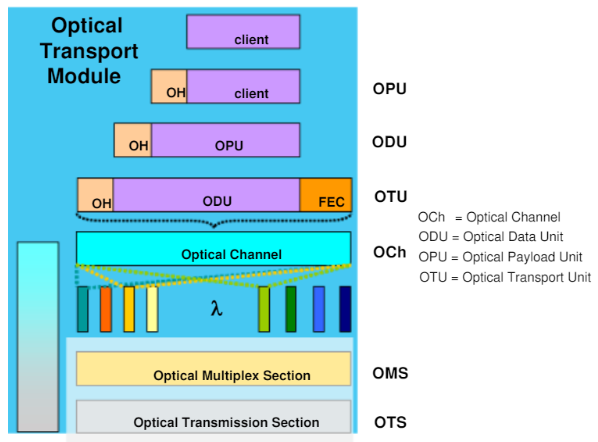 Optical
Transport
Module
client
OH client OPU
OH OPU ODU
OH ODU FEC OTU
OCh = Optical Channel
Optical Channel OCh
ODU = Optical Data Unit
OPU = Optical Payload Unit
OTU = Optical Transport Unit
λ
Optical Multiplex Section OMS
Optical Transmission Section OTS